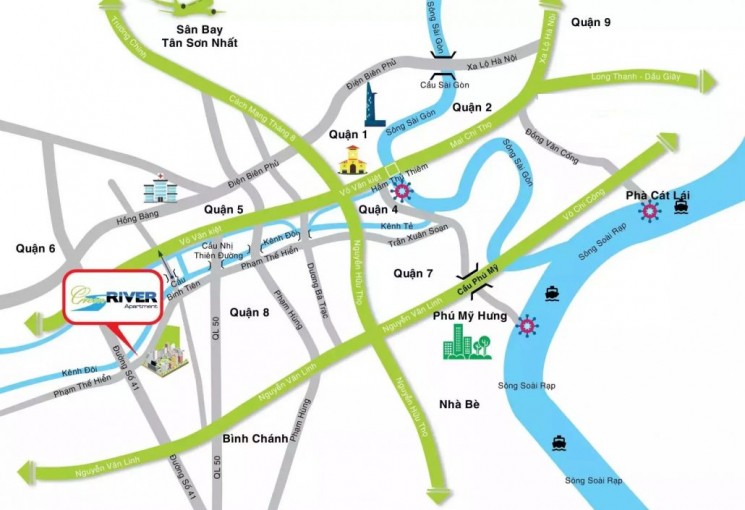 Sân Bay
Tân Sơn Nhất
Quận 9
Trường Chinh
Sông Sài Gòn
Xa Lộ Hà Nội
Điện Biên Phủ
Cầu Sài Gòn
Long Thành - Dầu Giây
Cách Mạng Tháng 8
Quận 2
Sông Sài Gòn
Mai Chí Thọ
Quận 1
Đồng Văn Cống
Điện Biên Phủ
Hầm Thủ Thiêm
Võ Văn kiệt
Sông Sài Gòn
Võ Chí Công
Phà Cát Lái
Hồng Bàng
Quận 5
Quận 4
Kênh Tẻ
Võ Văn kiệt
Kênh Đôi
Trần Xuân Soạn
Sông Soài Rạp
Quận 6
Cầu Nhị
Thiên Đường
Phạm Thế Hiển
Cầu
Bình Tiên
Dương Bá Trạc
Nguyễn Hữu Thọ
Quận 7
Cầu Phú Mỹ
RIVER
Apartment
Quận 8
Phạm Hùng
QL 50
Nguyễn Văn Linh
Phú Mỹ Hưng
Đường Số 41
Kênh Đôi
Phạm Thế Hiển
Nguyễn Văn Linh
Sông Soài Rạp
Nhà Bè
Phạm Hùng
Nguyễn Hữu Thọ
Bình Chánh
Nguyễn Văn Linh
Đường Số 41
QL 50
Sông Soài Rạp